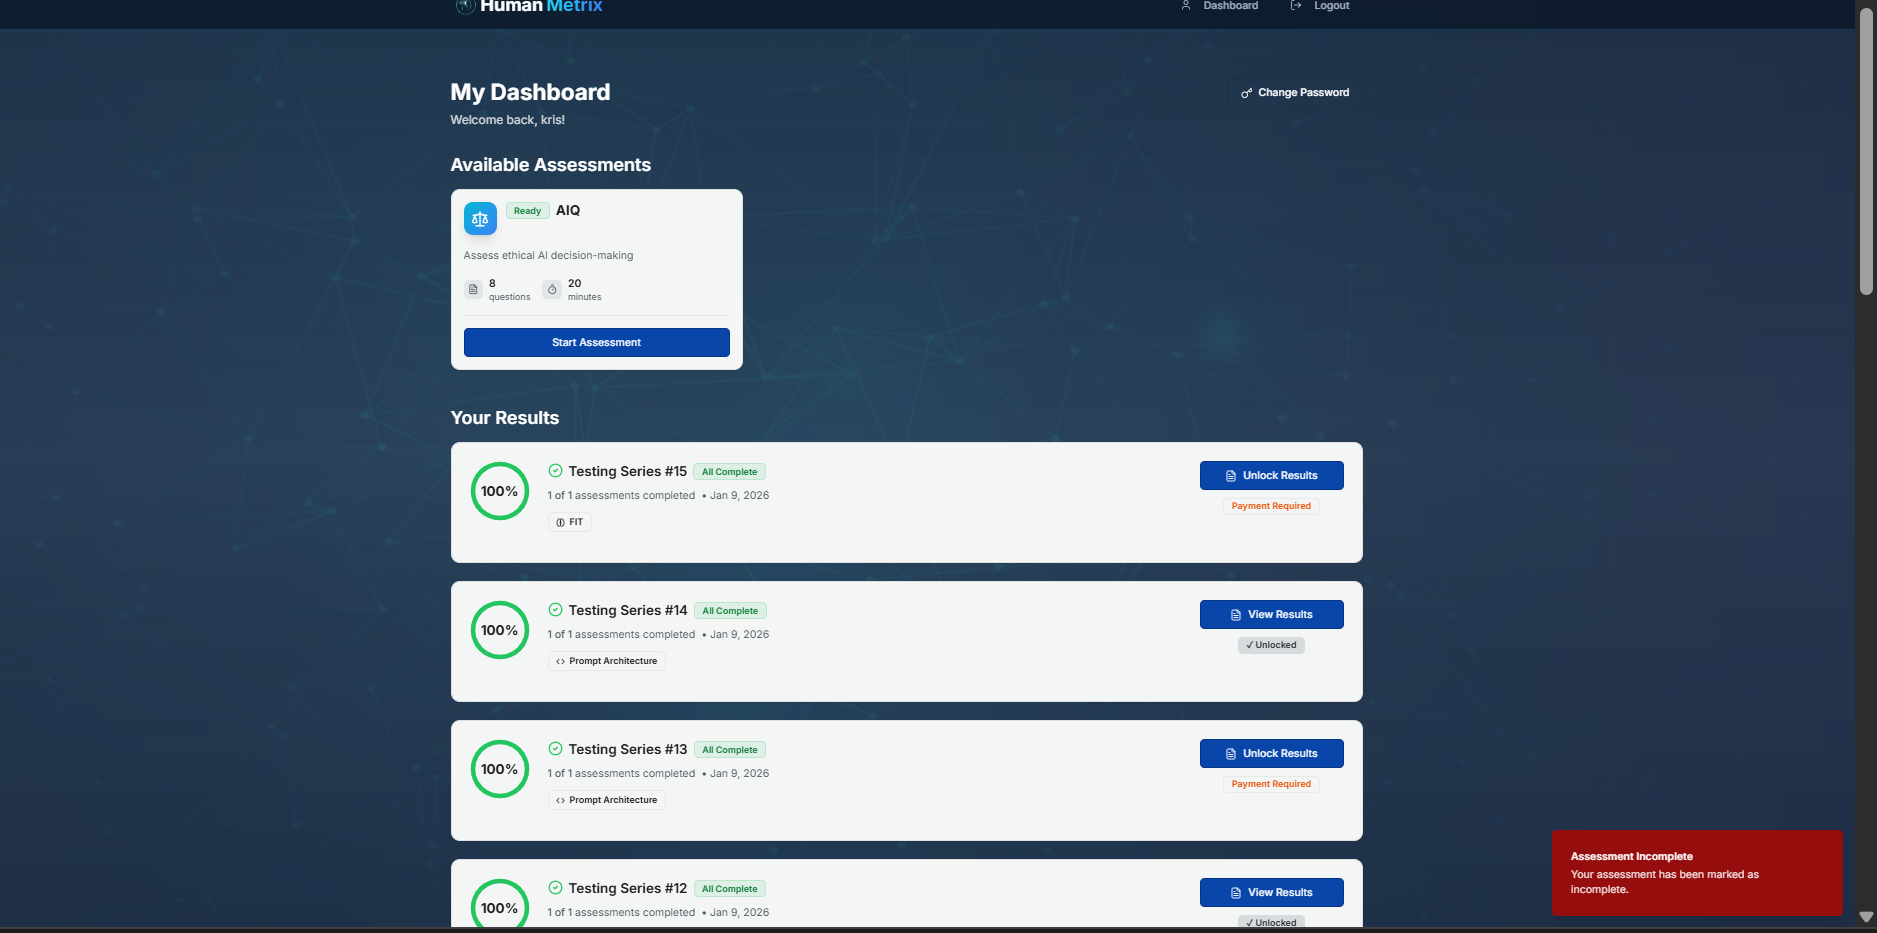 Human Metrix
Dashboard
Logout
My Dashboard
Change Password
Welcome back, kris!
Available Assessments
Ready
AIQ
Assess ethical AI decision-making
8
questions
20
minutes
Start Assessment
Your Results
100%
Testing Series #15
All Complete
1 of 1 assessments completed • Jan 9, 2026
FIT
Unlock Results
Payment Required
100%
Testing Series #14
All Complete
1 of 1 assessments completed • Jan 9, 2026
Prompt Architecture
View Results
✓ Unlocked
100%
Testing Series #13
All Complete
1 of 1 assessments completed • Jan 9, 2026
Prompt Architecture
Unlock Results
Payment Required
100%
Testing Series #12
All Complete
1 of 1 assessments completed • Jan 9, 2026
View Results
✓ Unlocked
Assessment Incomplete
Your assessment has been marked as
incomplete.